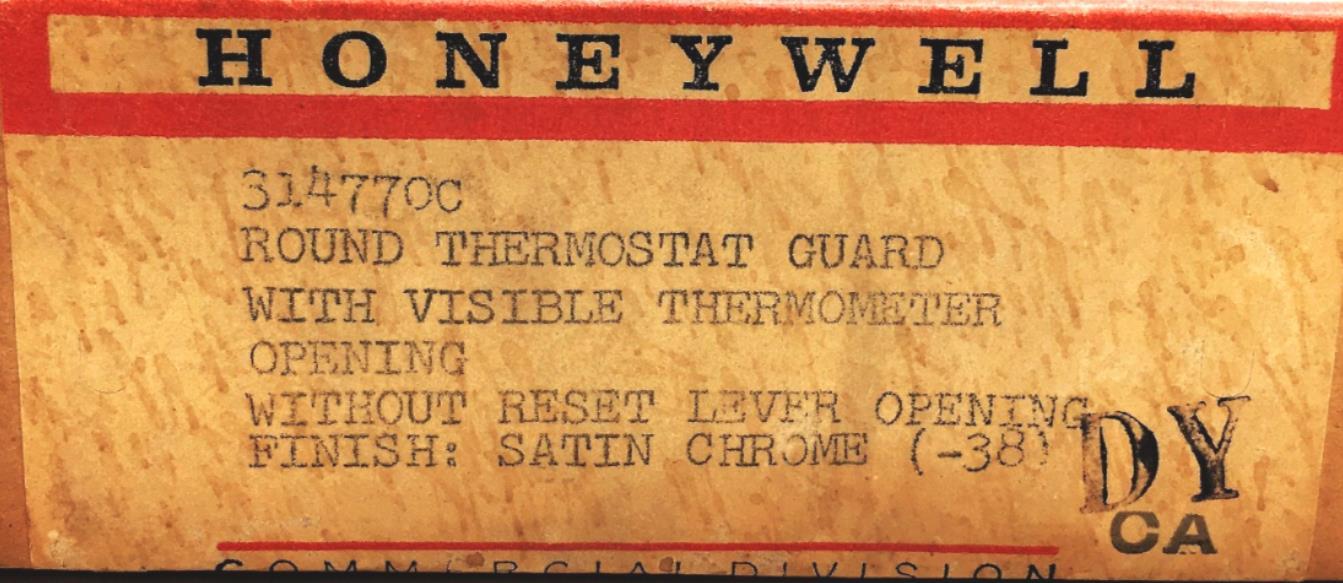 HONEYWELL
314770C
ROUND THERMOSTAT GUARD
WITH VISIBLE THERMOMETER
OPENING
WITHOUT RESET LEVER OPENING
FINISH: SATIN CHROME (-38)
DY
CA
COMMERCIAL DIVISION